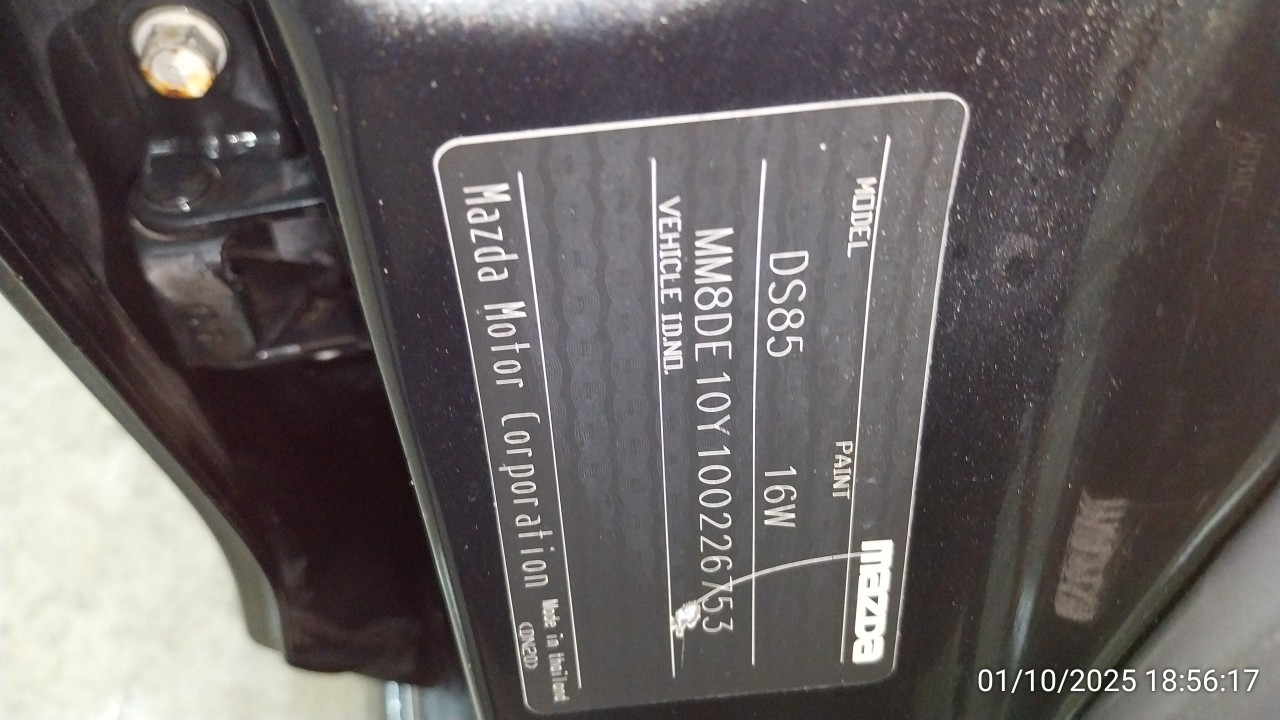 mazda
MODEL PAINT
DS85 16W
MM8DE10Y100226753
VEHICLE ID.NO.
Mazda Motor Corporation Made in thailand
<DN20>
01/10/2025 18:56:17